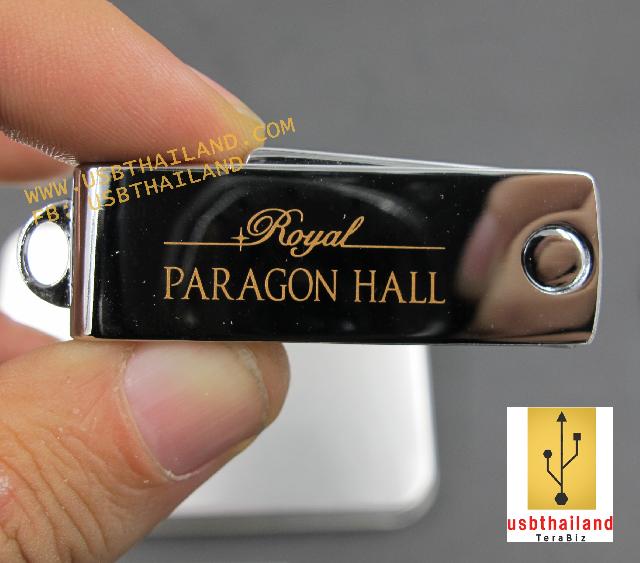 WWW.USBTHAILAND.COM
FB: USBTHAILAND
Royal
PARAGON HALL
usbthailand
TeraBiz